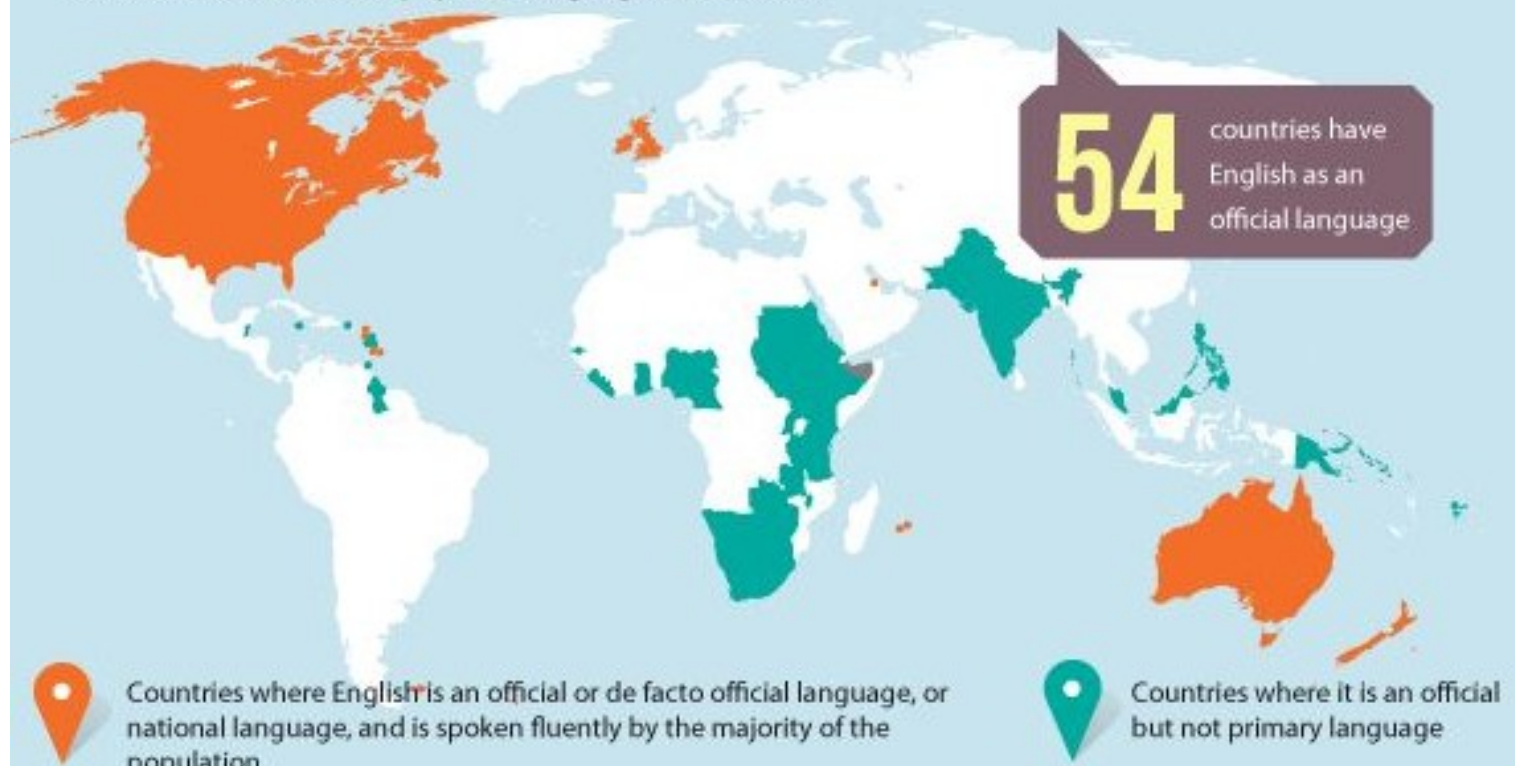 54
countries have
English as an
official language
Countries where English is an official or de facto official language, or
national language, and is spoken fluently by the majority of the
population
Countries where it is an official
but not primary language